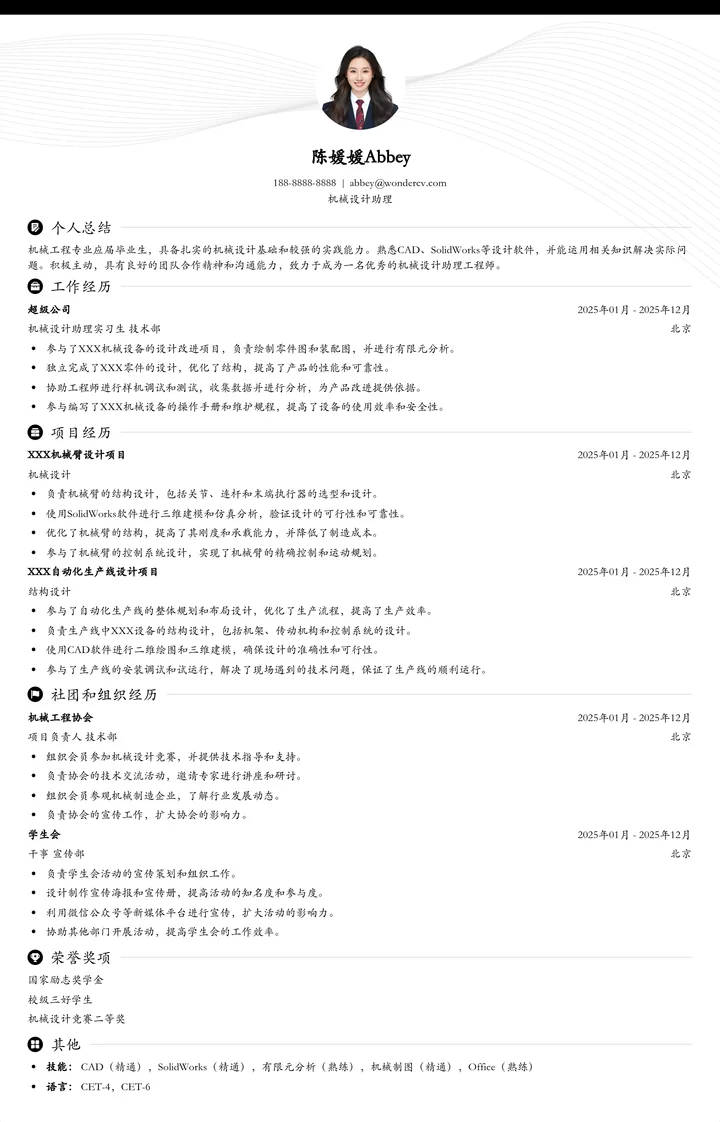 陈媛媛Abbey
188-8888-8888 | abbey@wondercv.com
机械设计助理
个人总结
机械工程专业应届毕业生，具备扎实的机械设计基础和较强的实践能力。熟悉CAD、SolidWorks等设计软件，并能运用相关知识解决实际问
题。积极主动，具有良好的团队合作精神和沟通能力，致力于成为一名优秀的机械设计助理工程师。
工作经历
超级公司 2025年01月 - 2025年12月
机械设计助理实习生 技术部 北京
• 参与了XXX机械设备的设计改进项目，负责绘制零件图和装配图，并进行有限元分析。
• 独立完成了XXX零件的设计，优化了结构，提高了产品的性能和可靠性。
• 协助工程师进行样机调试和测试，收集数据并进行分析，为产品改进提供依据。
• 参与编写了XXX机械设备的操作手册和维护规程，提高了设备的使用效率和安全性。
项目经历
XXX机械臂设计项目 2025年01月 - 2025年12月
机械设计 北京
• 负责机械臂的结构设计，包括关节、连杆和末端执行器的选型和设计。
• 使用SolidWorks软件进行三维建模和仿真分析，验证设计的可行性和可靠性。
• 优化了机械臂的结构，提高了其刚度和承载能力，并降低了制造成本。
• 参与了机械臂的控制系统设计，实现了机械臂的精确控制和运动规划。
XXX自动化生产线设计项目 2025年01月 - 2025年12月
结构设计 北京
• 参与了自动化生产线的整体规划和布局设计，优化了生产流程，提高了生产效率。
• 负责生产线中XXX设备的结构设计，包括机架、传动机构和控制系统的设计。
• 使用CAD软件进行二维绘图和三维建模，确保设计的准确性和可行性。
• 参与了生产线的安装调试和试运行，解决了现场遇到的技术问题，保证了生产线的顺利运行。
社团和组织经历
机械工程协会 2025年01月 - 2025年12月
项目负责人 技术部 北京
• 组织会员参加机械设计竞赛，并提供技术指导和支持。
• 负责协会的技术交流活动，邀请专家进行讲座和研讨。
• 组织会员参观机械制造企业，了解行业发展动态。
• 负责协会的宣传工作，扩大协会的影响力。
学生会 2025年01月 - 2025年12月
干事 宣传部 北京
• 负责学生会活动的宣传策划和组织工作。
• 设计制作宣传海报和宣传册，提高活动的知名度和参与度。
• 利用微信公众号等新媒体平台进行宣传，扩大活动的影响力。
• 协助其他部门开展活动，提高学生会的工作效率。
荣誉奖项
国家励志奖学金
校级三好学生
机械设计竞赛二等奖
其他
• 技能： CAD（精通）, SolidWorks（精通）, 有限元分析（熟练）, 机械制图（精通）, Office（熟练）
• 语言： CET-4，CET-6